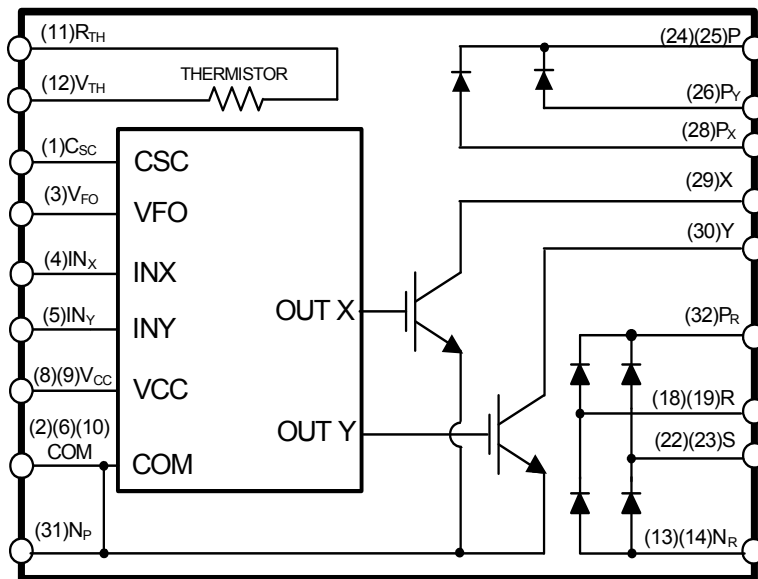 (11)RTH
(12)VTH
THERMISTOR
(1)CSC
CSC
(3)VFO
VFO
(4)INX
INX
(5)INY
INY
(8)(9)VCC
VCC
(2)(6)(10)
COM
COM
(31)NP
OUT X
OUT Y
(24)(25)P
(26)PY
(28)PX
(29)X
(30)Y
(32)PR
(18)(19)R
(22)(23)S
(13)(14)NR